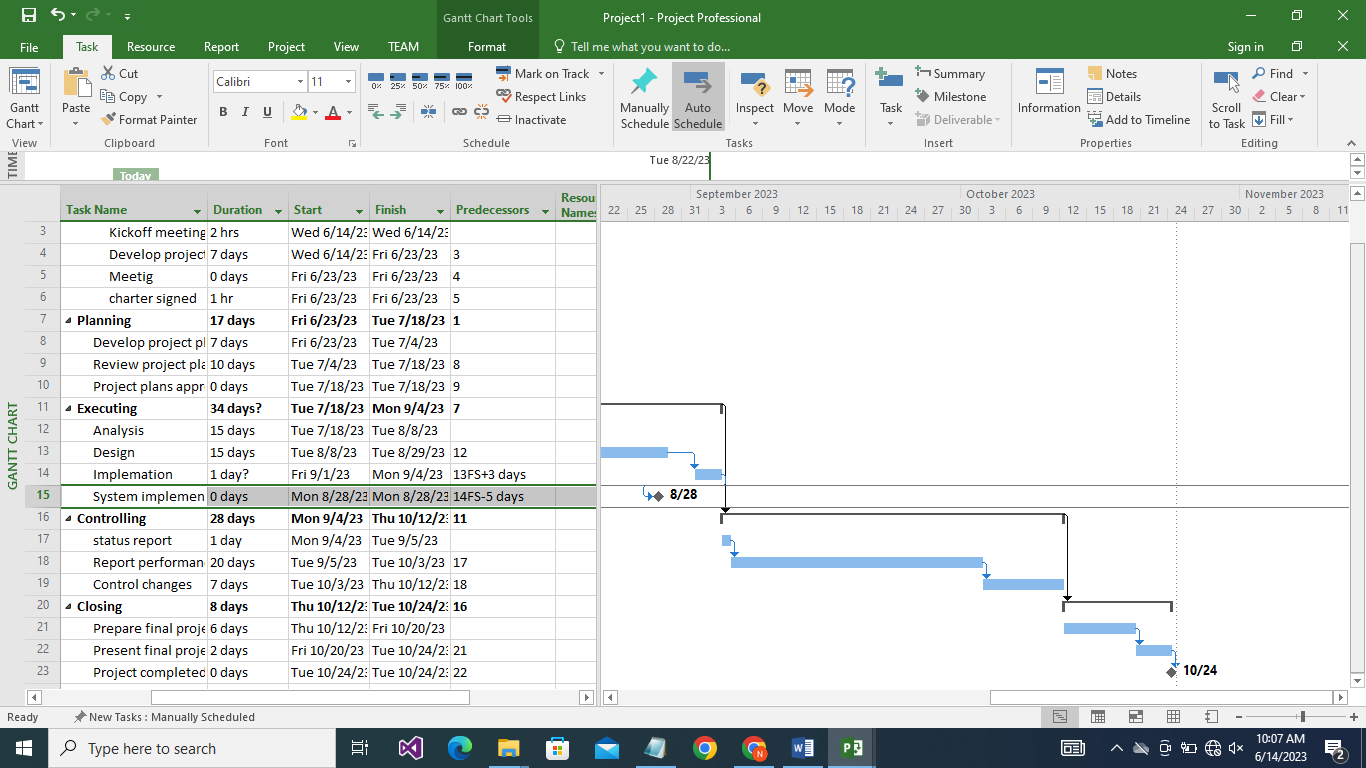 Gantt Chart Tools
Project1 - Project Professional
File Task Resource Report Project View TEAM Format Tell me what you want to do... Sign in
Gantt Chart
Paste
Cut
Copy
Format Painter
Calibri 11
B I U A
0% 25% 50% 75% 100%
Mark on Track
Respect Links
Inactivate
Manually Schedule
Auto Schedule
Inspect
Move
Mode
Task
Summary
Milestone
Deliverable
Information
Notes
Details
Add to Timeline
Scroll to Task
Find
Clear
Fill
View Clipboard Font Schedule Tasks Insert Properties Editing
TIME
Today
Tue 8/22/23
GANTT CHART
Task Name Duration Start Finish Predecessors Resou Names
September 2023 October 2023 November 2023
22 25 28 31 3 6 9 12 15 18 21 24 27 30 3 6 9 12 15 18 21 24 27 30 2 5 8 11
3 Kickoff meeting 2 hrs Wed 6/14/23 Wed 6/14/23
4 Develop project 7 days Wed 6/14/23 Fri 6/23/23 3
5 Meetig 0 days Fri 6/23/23 Fri 6/23/23 4
6 charter signed 1 hr Fri 6/23/23 Fri 6/23/23 5
7 Planning 17 days Fri 6/23/23 Tue 7/18/23 1
8 Develop project pl 7 days Fri 6/23/23 Tue 7/4/23
9 Review project pla 10 days Tue 7/4/23 Tue 7/18/23 8
10 Project plans appr 0 days Tue 7/18/23 Tue 7/18/23 9
11 Executing 34 days? Tue 7/18/23 Mon 9/4/23 7
12 Analysis 15 days Tue 7/18/23 Tue 8/8/23
13 Design 15 days Tue 8/8/23 Tue 8/29/23 12
14 Implemation 1 day? Fri 9/1/23 Mon 9/4/23 13FS+3 days
15 System implemen 0 days Mon 8/28/23 Mon 8/28/23 14FS-5 days 8/28
16 Controlling 28 days Mon 9/4/23 Thu 10/12/23 11
17 status report 1 day Mon 9/4/23 Tue 9/5/23
18 Report performan 20 days Tue 9/5/23 Tue 10/3/23 17
19 Control changes 7 days Tue 10/3/23 Thu 10/12/23 18
20 Closing 8 days Thu 10/12/23 Tue 10/24/23 16
21 Prepare final proje 6 days Thu 10/12/23 Fri 10/20/23
22 Present final proje 2 days Fri 10/20/23 Tue 10/24/23 21
23 Project completed 0 days Tue 10/24/23 Tue 10/24/23 22 10/24
Ready New Tasks : Manually Scheduled
Type here to search
10:07 AM
6/14/2023
2